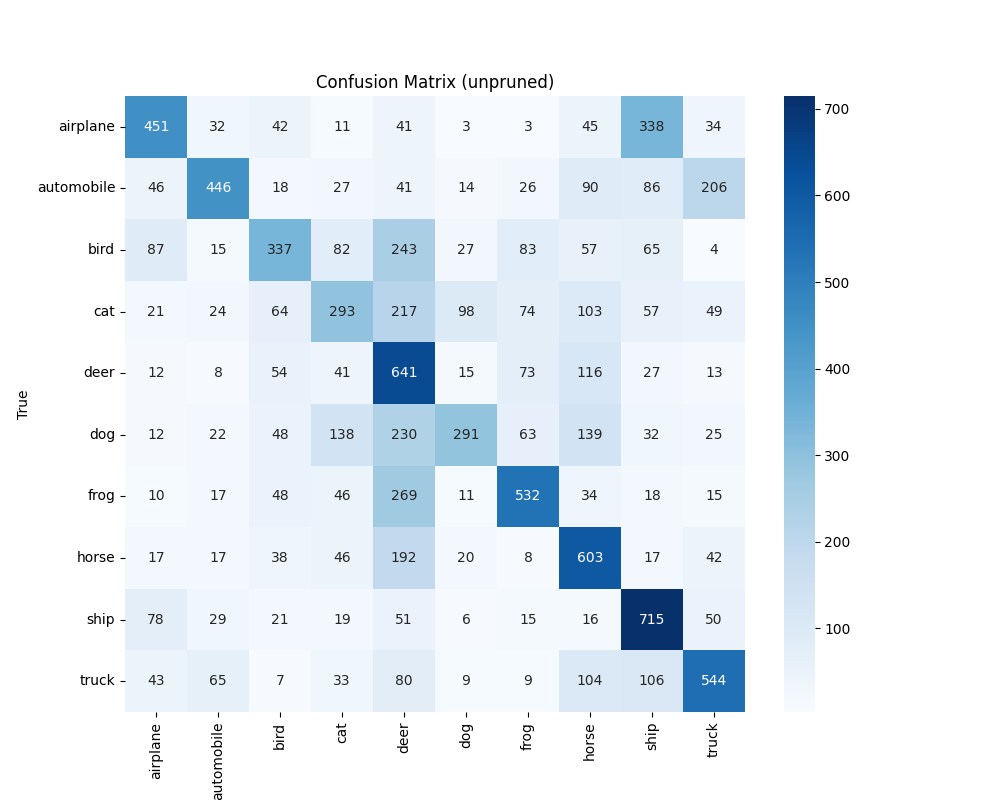 Confusion Matrix (unpruned)
airplane 451 32 42 11 41 3 3 45 338 34
automobile 46 446 18 27 41 14 26 90 86 206
bird 87 15 337 82 243 27 83 57 65 4
cat 21 24 64 293 217 98 74 103 57 49
deer 12 8 54 41 641 15 73 116 27 13
dog 12 22 48 138 230 291 63 139 32 25
frog 10 17 48 46 269 11 532 34 18 15
horse 17 17 38 46 192 20 8 603 17 42
ship 78 29 21 19 51 6 15 16 715 50
truck 43 65 7 33 80 9 9 104 106 544
airplane automobile bird cat deer dog frog horse ship truck
True
700
600
500
400
300
200
100